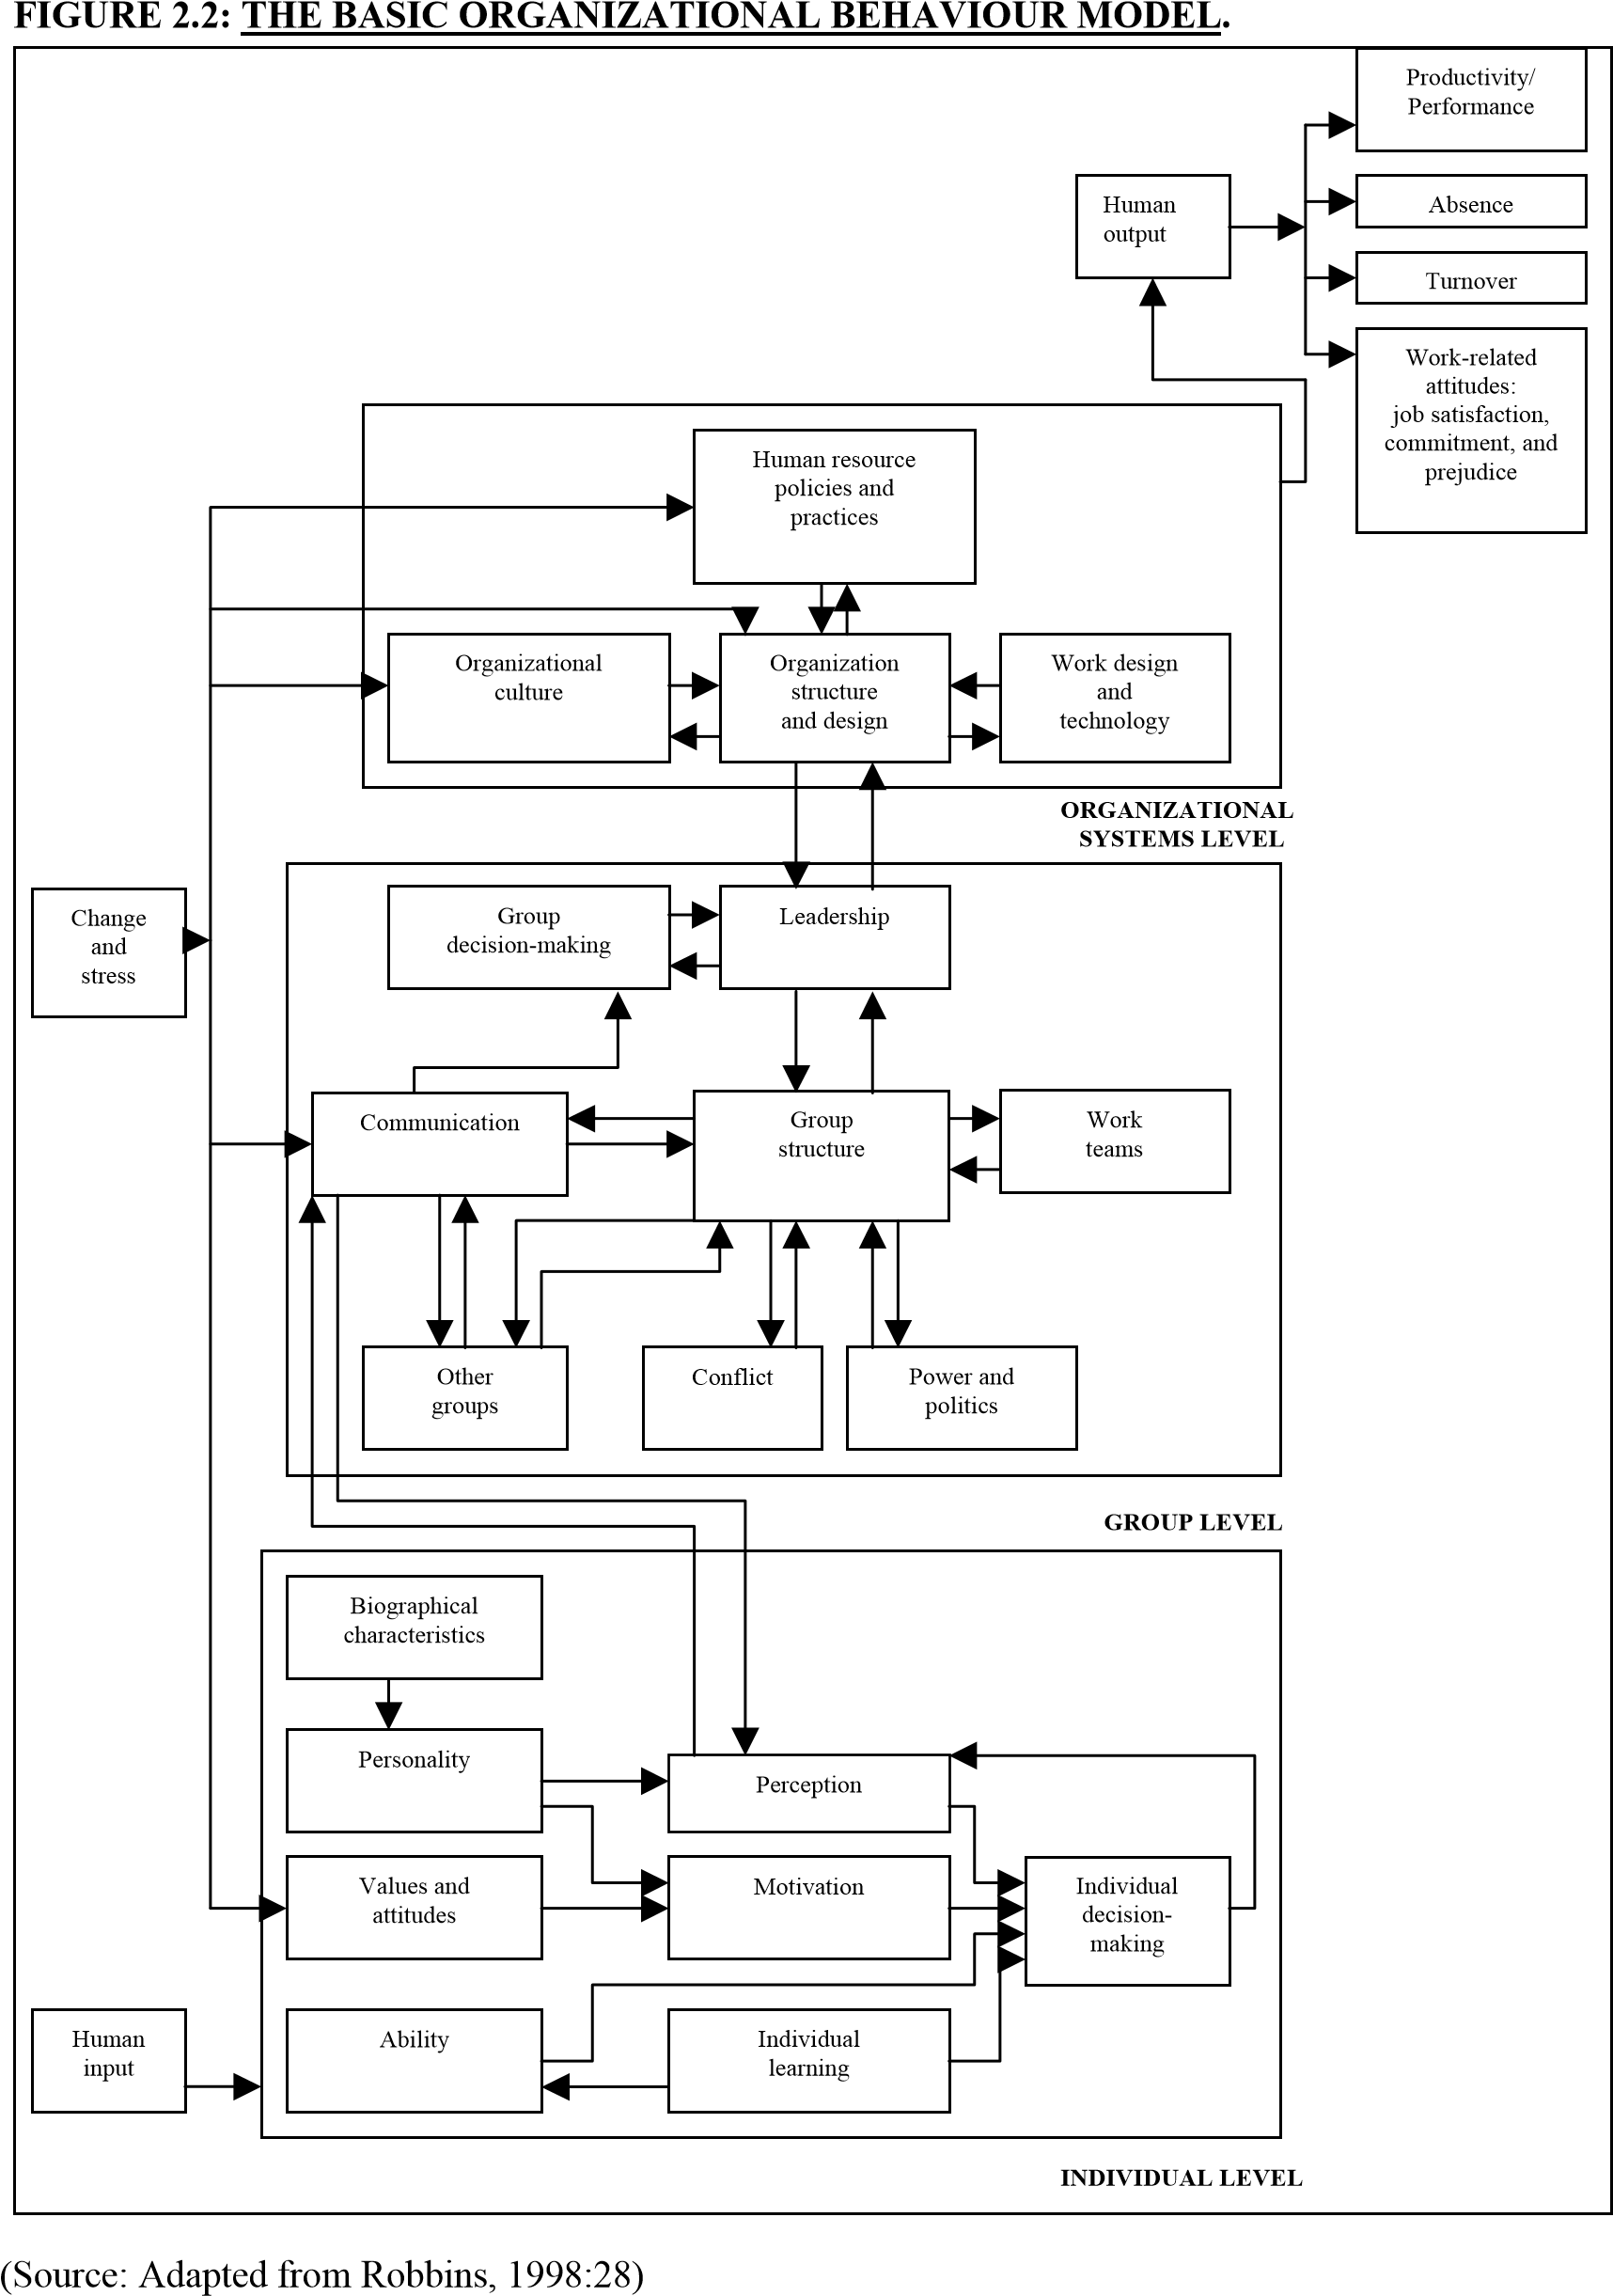 FIGURE 2.2: THE BASIC ORGANIZATIONAL BEHAVIOUR MODEL.
Productivity/
Performance
Human
output
Absence
Turnover
Work-related
attitudes:
job satisfaction,
commitment, and
prejudice
Human resource
policies and
practices
Organizational
culture
Organization
structure
and design
Work design
and
technology
ORGANIZATIONAL
SYSTEMS LEVEL
Change
and
stress
Group
decision-making
Leadership
Communication
Group
structure
Work
teams
Other
groups
Conflict
Power and
politics
GROUP LEVEL
Biographical
characteristics
Personality
Perception
Values and
attitudes
Motivation
Individual
decision-
making
Human
input
Ability
Individual
learning
INDIVIDUAL LEVEL
(Source: Adapted from Robbins, 1998:28)